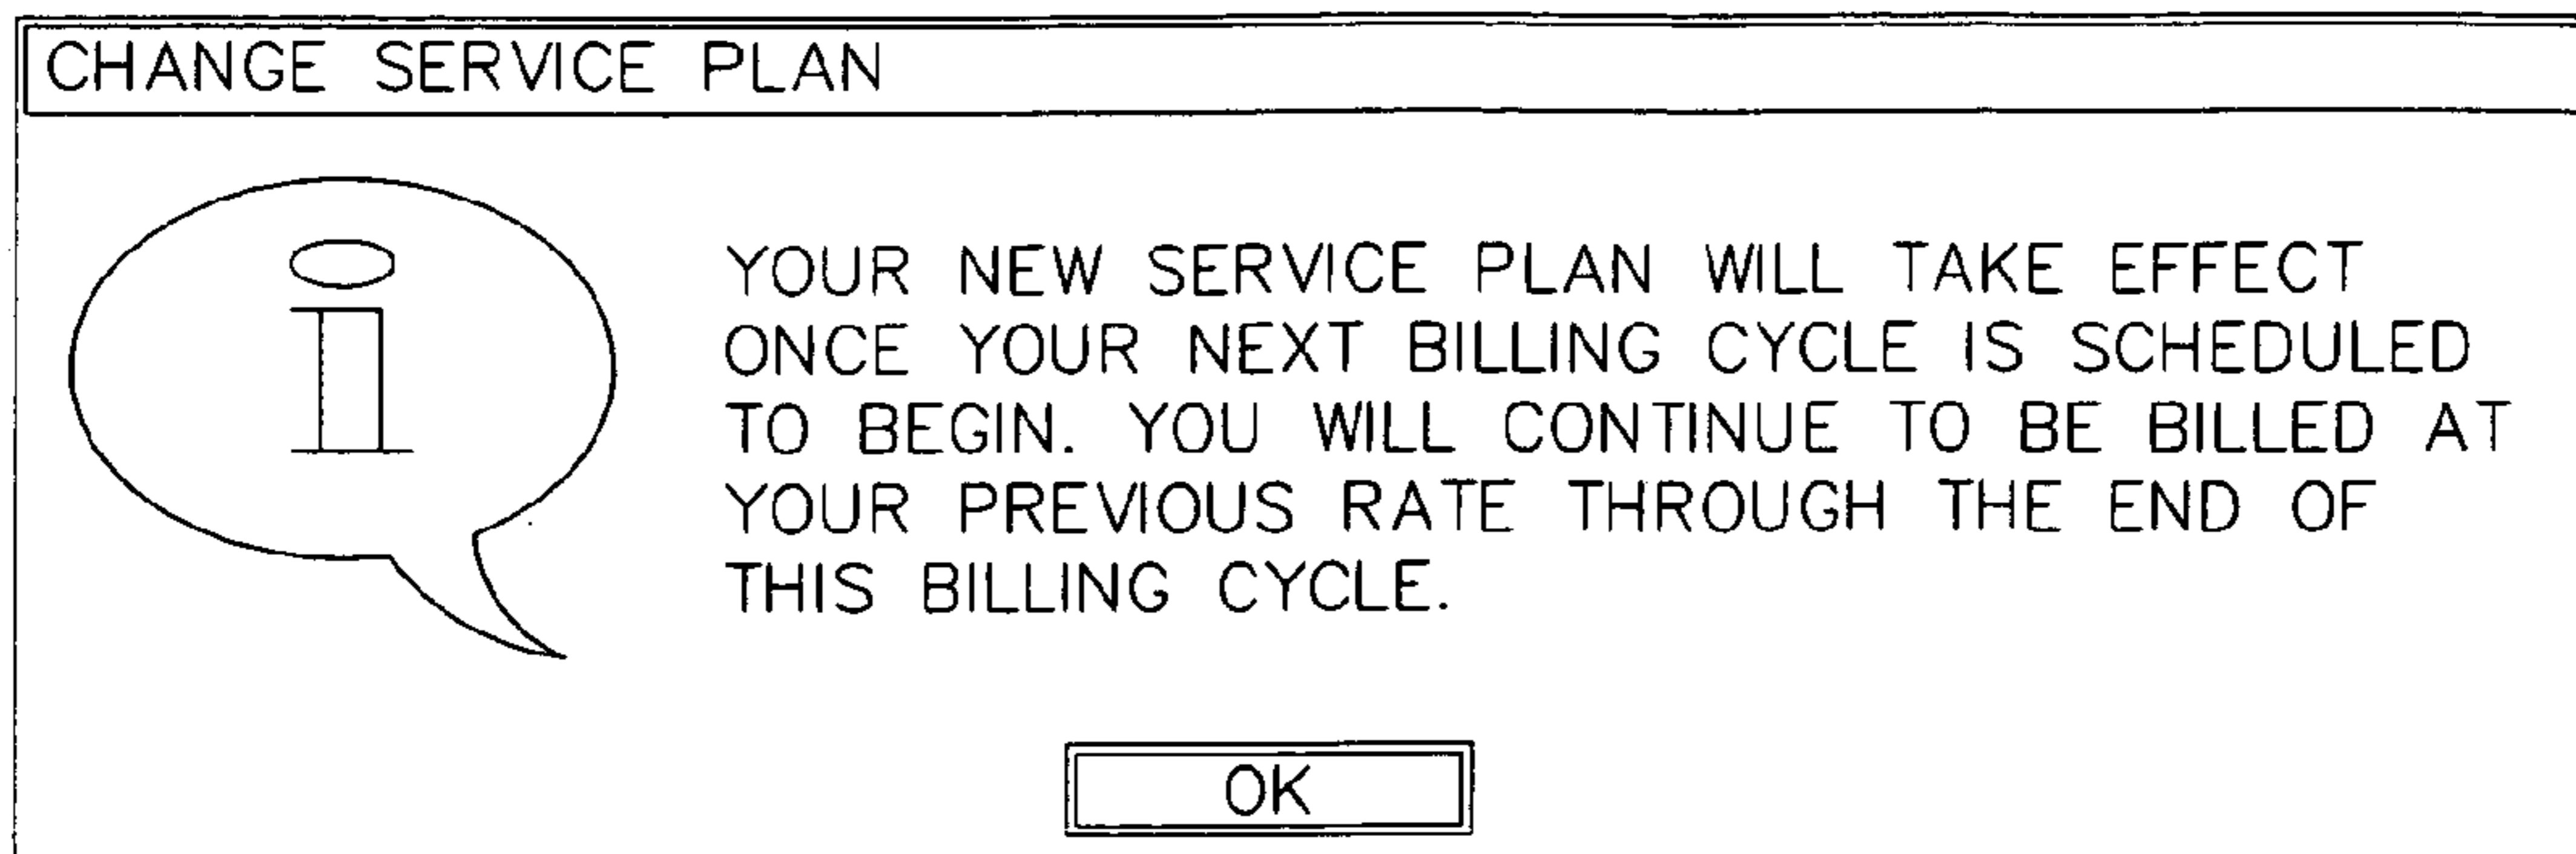 CHANGE SERVICE PLAN
i
YOUR NEW SERVICE PLAN WILL TAKE EFFECT
ONCE YOUR NEXT BILLING CYCLE IS SCHEDULED
TO BEGIN. YOU WILL CONTINUE TO BE BILLED AT
YOUR PREVIOUS RATE THROUGH THE END OF
THIS BILLING CYCLE.
OK